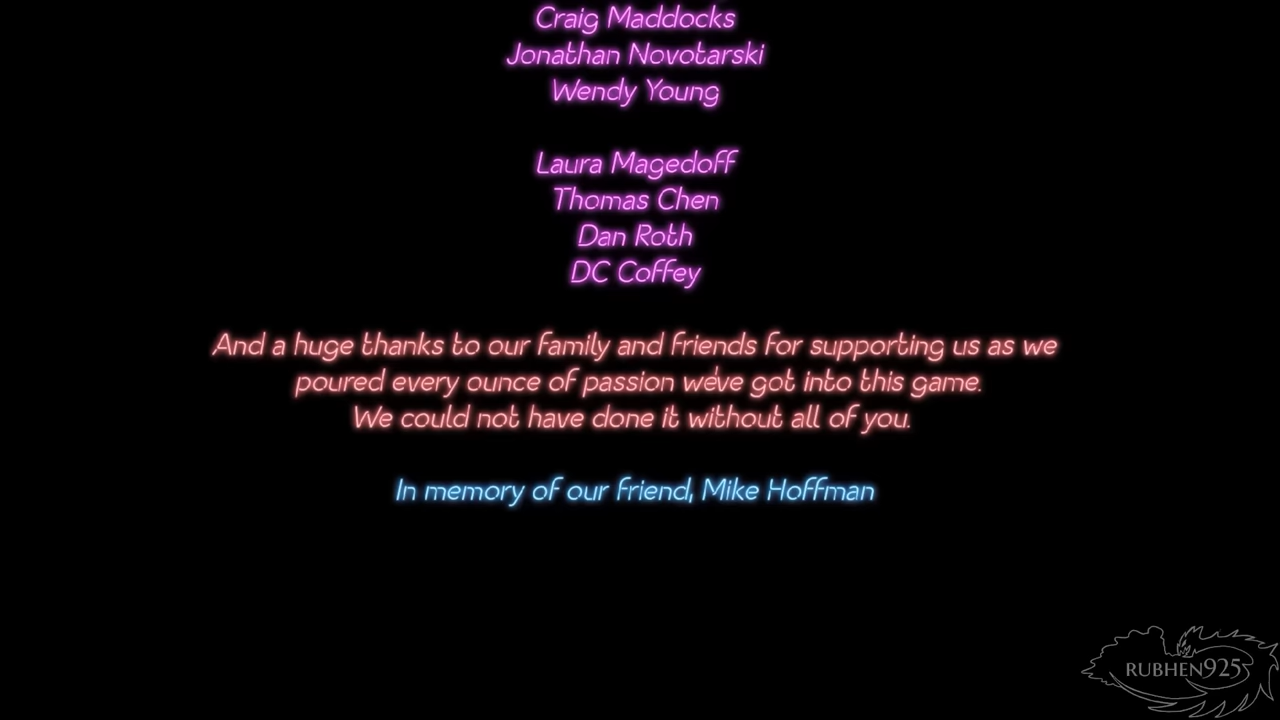 Craig Maddocks
Jonathan Novotarski
Wendy Young
Laura Magedoff
Thomas Chen
Dan Roth
DC Coffey
And a huge thanks to our family and friends for supporting us as we
poured every ounce of passion we've got into this game.
We could not have done it without all of you.
In memory of our friend, Mike Hoffman
RUBHEN925